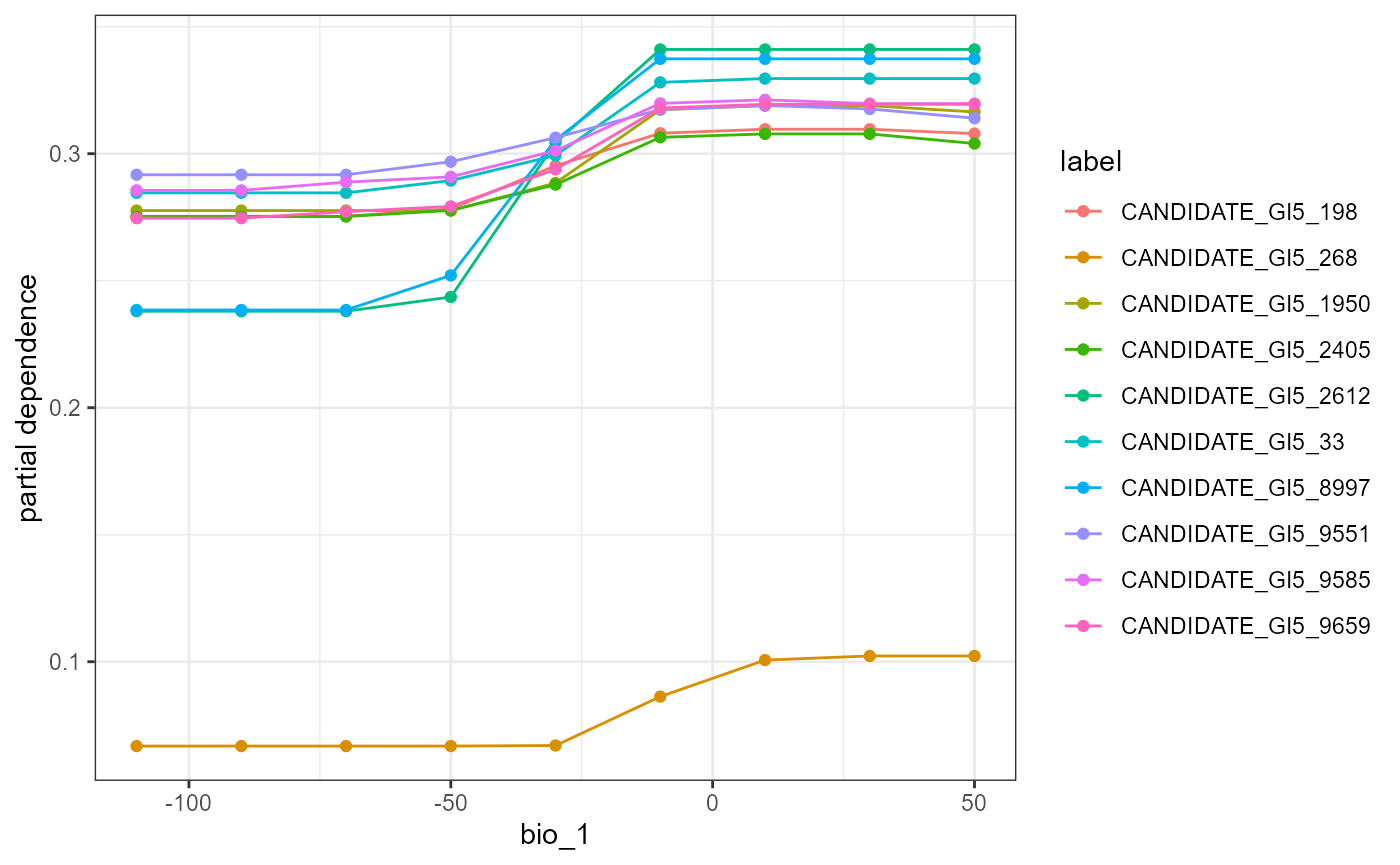 partial dependence
0.3
0.2
0.1
-100
-50
0
50
bio_1
label
CANDIDATE_GI5_198
CANDIDATE_GI5_268
CANDIDATE_GI5_1950
CANDIDATE_GI5_2405
CANDIDATE_GI5_2612
CANDIDATE_GI5_33
CANDIDATE_GI5_8997
CANDIDATE_GI5_9551
CANDIDATE_GI5_9585
CANDIDATE_GI5_9659